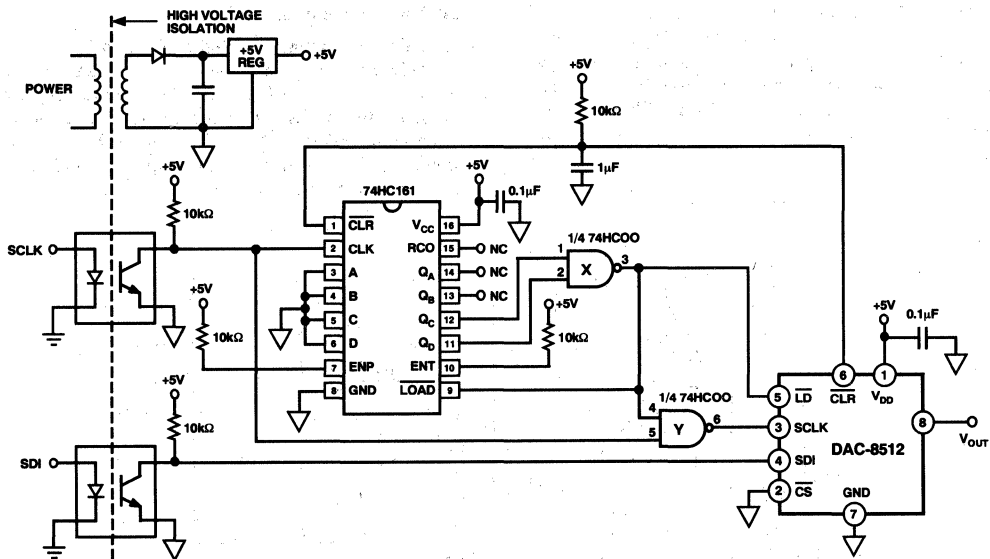 HIGH VOLTAGE
ISOLATION
+5V
REG
+5V
POWER
+5V
10kΩ
1µF
+5V
10kΩ
74HC161
+5V
0.1µF
SCLK
1 CLR
2 CLK
3 A
4 B
5 C
6 D
7 ENP
8 GND
VCC 16
RCO 15 NC
QA 14 NC
QB 13 NC
QC 12
QD 11
ENT 10
LOAD 9
1/4 74HCOO
1
2
X
3
+5V
10kΩ
+5V
10kΩ
+5V
10kΩ
1/4 74HCOO
4
5
Y
6
+5V
0.1µF
6
CLR
1
VDD
5 LD
3 SCLK
4 SDI
2 CS
DAC-8512
GND
7
8
VOUT
SDI